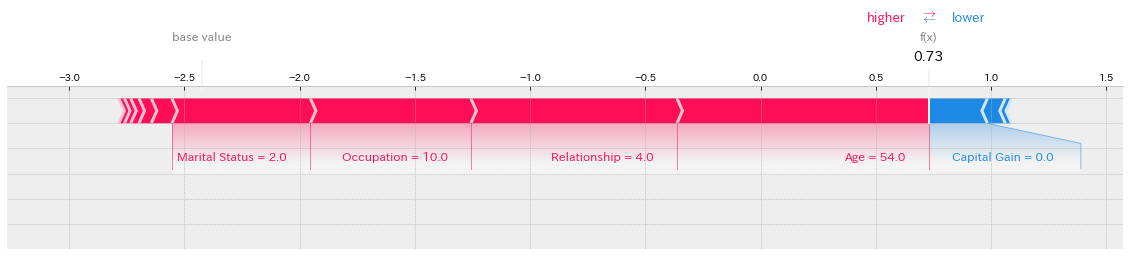 higher ⇄ lower
base value f(x)
0.73
−3.0 −2.5 −2.0 −1.5 −1.0 −0.5 0.0 0.5 1.0 1.5
Marital Status = 2.0 Occupation = 10.0 Relationship = 4.0 Age = 54.0 Capital Gain = 0.0